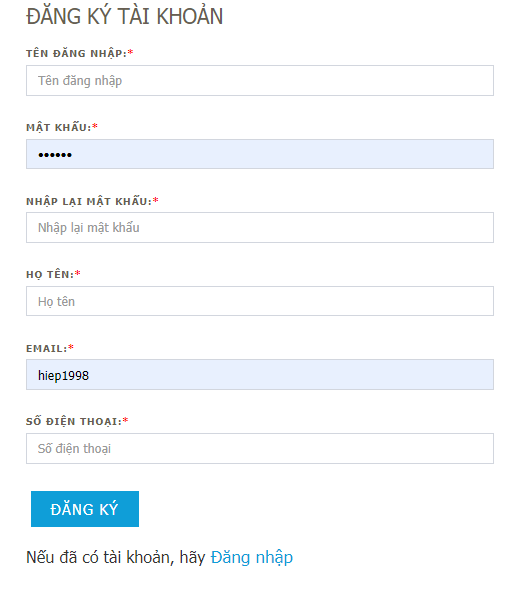 ĐĂNG KÝ TÀI KHOẢN
TÊN ĐĂNG NHẬP:*
Tên đăng nhập
MẬT KHẨU:*
••••••
NHẬP LẠI MẬT KHẨU:*
Nhập lại mật khẩu
HỌ TÊN:*
Họ tên
EMAIL:*
hiep1998
SỐ ĐIỆN THOẠI:*
Số điện thoại
ĐĂNG KÝ
Nếu đã có tài khoản, hãy Đăng nhập